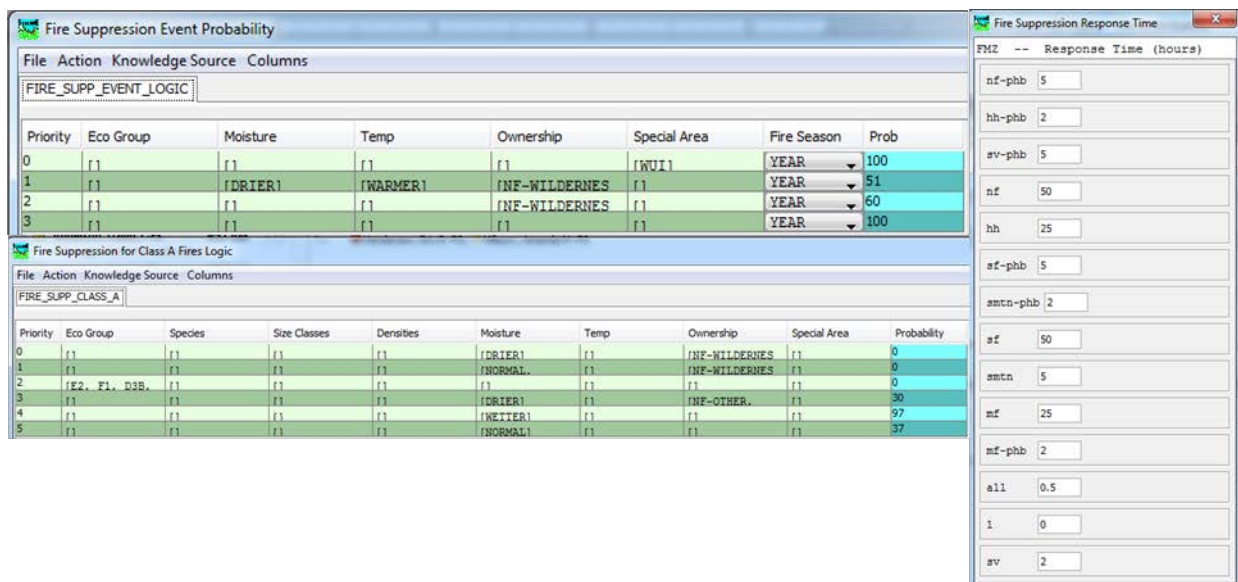 Fire Suppression Event Probability
File Action Knowledge Source Columns
FIRE_SUPP_EVENT_LOGIC
Priority Eco Group Moisture Temp Ownership Special Area Fire Season Prob
0 [] [] [] [] [WUI] YEAR 100
1 [] [DRIER] [WARMER] [NF-WILDERNES [] YEAR 51
2 [] [] [] [NF-WILDERNES [] YEAR 60
3 [] [] [] [] [] YEAR 100
Fire Suppression for Class A Fires Logic
File Action Knowledge Source Columns
FIRE_SUPP_CLASS_A
Priority Eco Group Species Size Classes Densities Moisture Temp Ownership Special Area Probability
0 [] [] [] [] [DRIER] [] [NF-WILDERNES [] 0
1 [] [] [] [] [NORMAL, [] [NF-WILDERNES [] 0
2 [E2, F1, D3B, [] [] [] [] [] [] [] 0
3 [] [] [] [] [DRIER] [] [NF-OTHER, [] 30
4 [] [] [] [] [WETTER] [] [] [] 97
5 [] [] [] [] [NORMAL] [] [] [] 37
Fire Suppression Response Time
FMZ -- Response Time (hours)
nf-phb 5
hh-phb 2
sv-phb 5
nf 50
hh 25
sf-phb 5
smtn-phb 2
sf 50
smtn 5
mf 25
mf-phb 2
all 0.5
1 0
sv 2